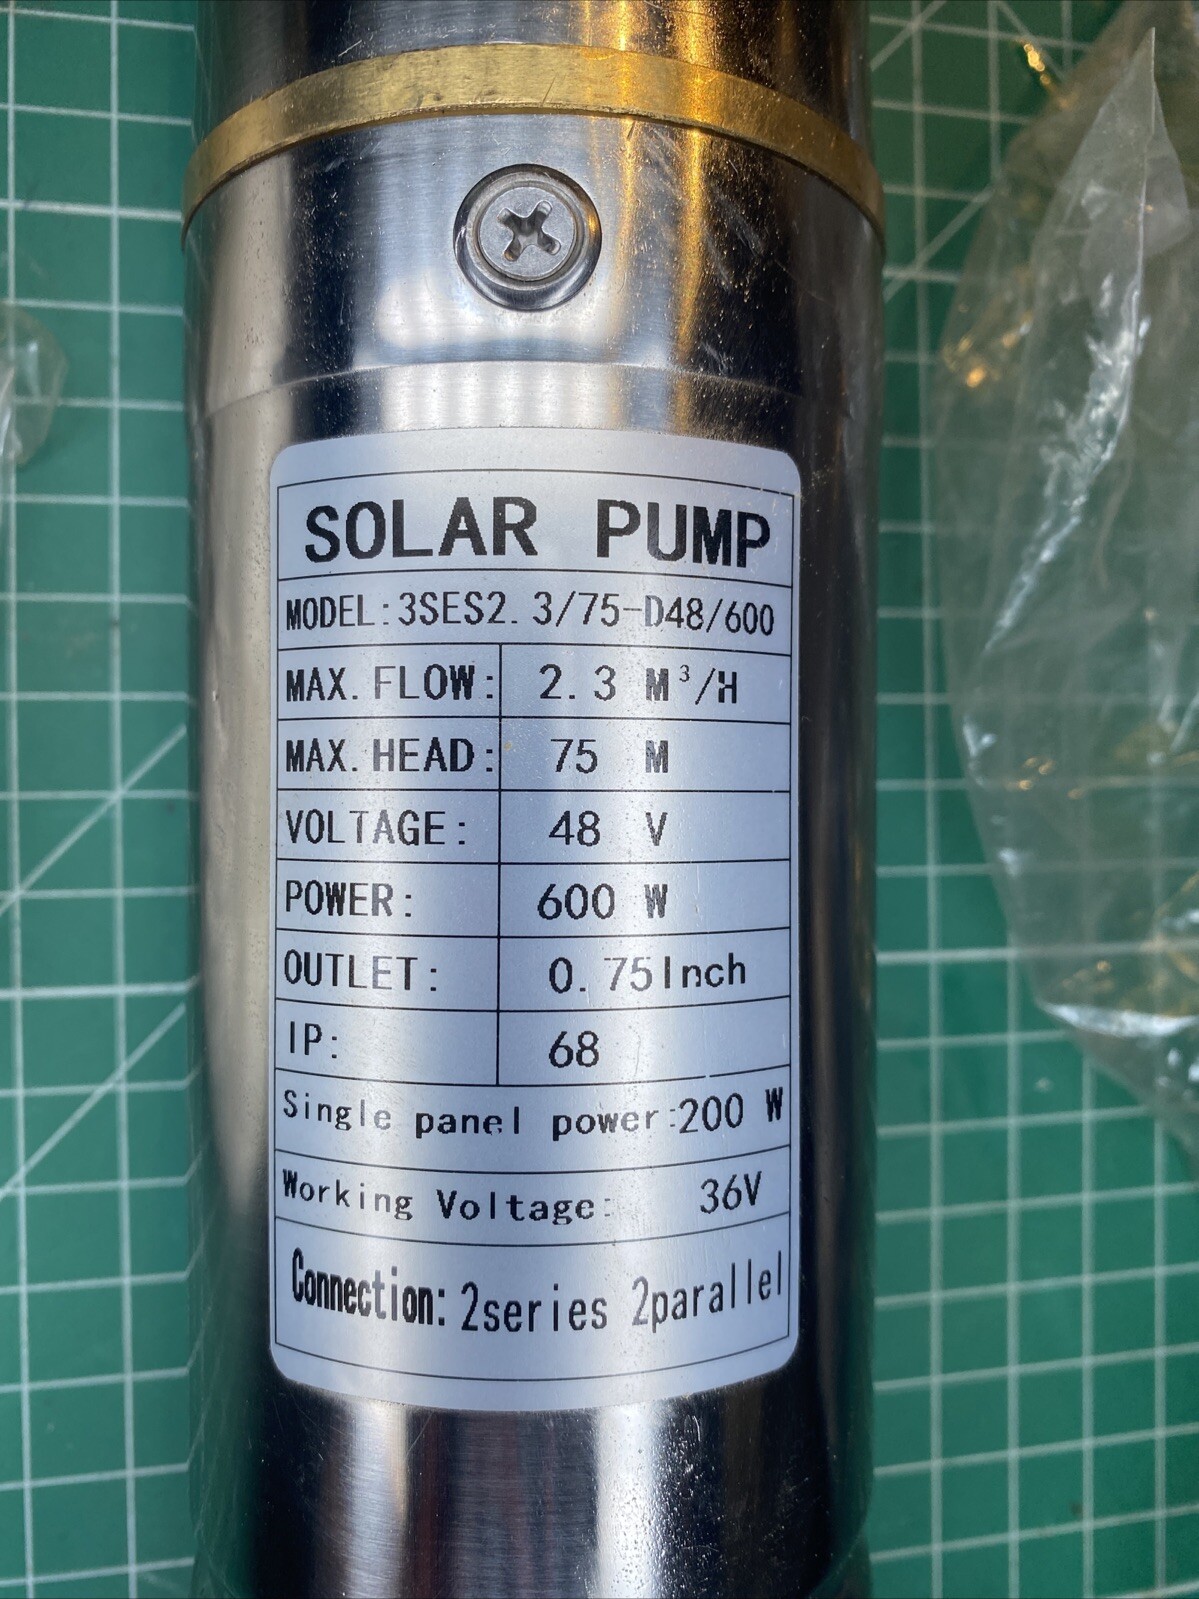 SOLAR PUMP
MODEL:3SES2.3/75-D48/600
MAX. FLOW: 2.3 M³/H
MAX. HEAD: 75 M
VOLTAGE: 48 V
POWER: 600 W
OUTLET: 0.75Inch
IP: 68
Single panel power:200 W
Working Voltage: 36V
Connection: 2series 2parallel